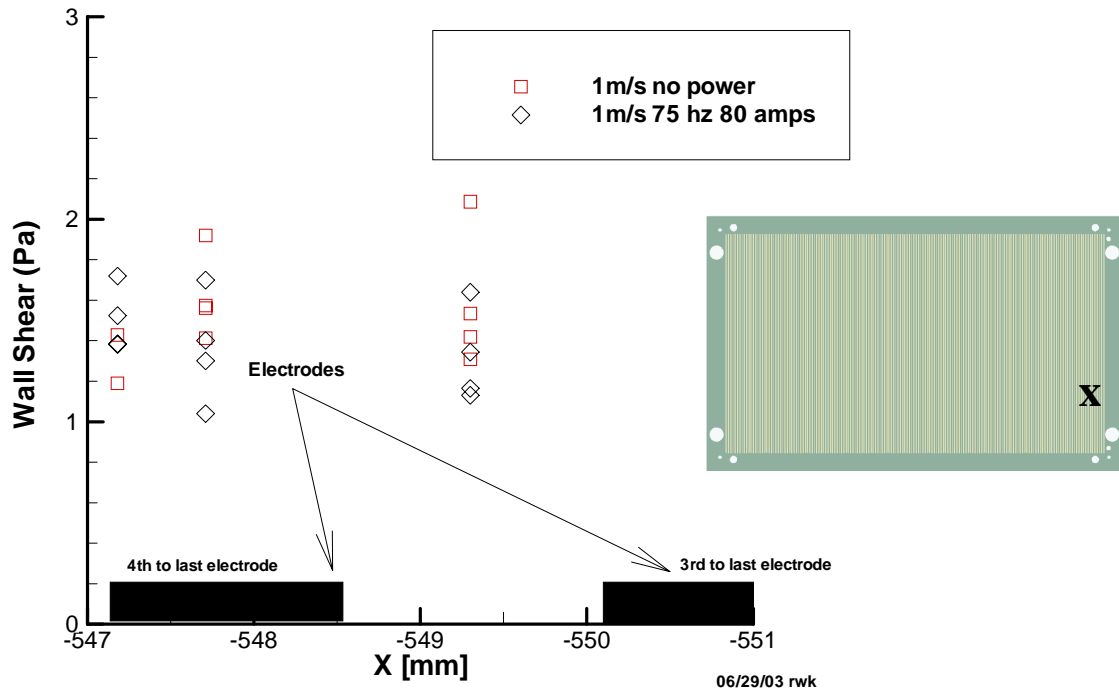 3
2
1
0
Wall Shear (Pa)
1m/s no power
1m/s 75 hz 80 amps
Electrodes
X
4th to last electrode
3rd to last electrode
-547
-548
-549
-550
-551
X [mm]
06/29/03 rwk